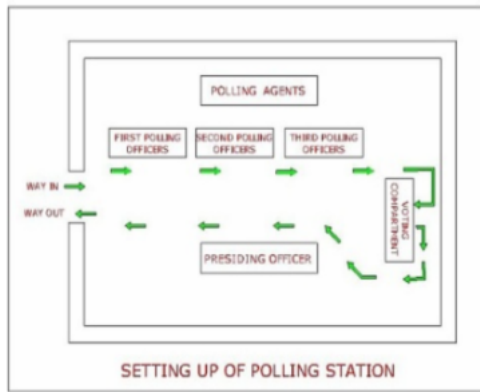 POLLING AGENTS
FIRST POLLING
OFFICERS
SECOND POLLING
OFFICERS
THIRD POLLING
OFFICERS
WAY IN
WAY OUT
VOTING
COMPARTMENT
PRESIDING OFFICER
SETTING UP OF POLLING STATION